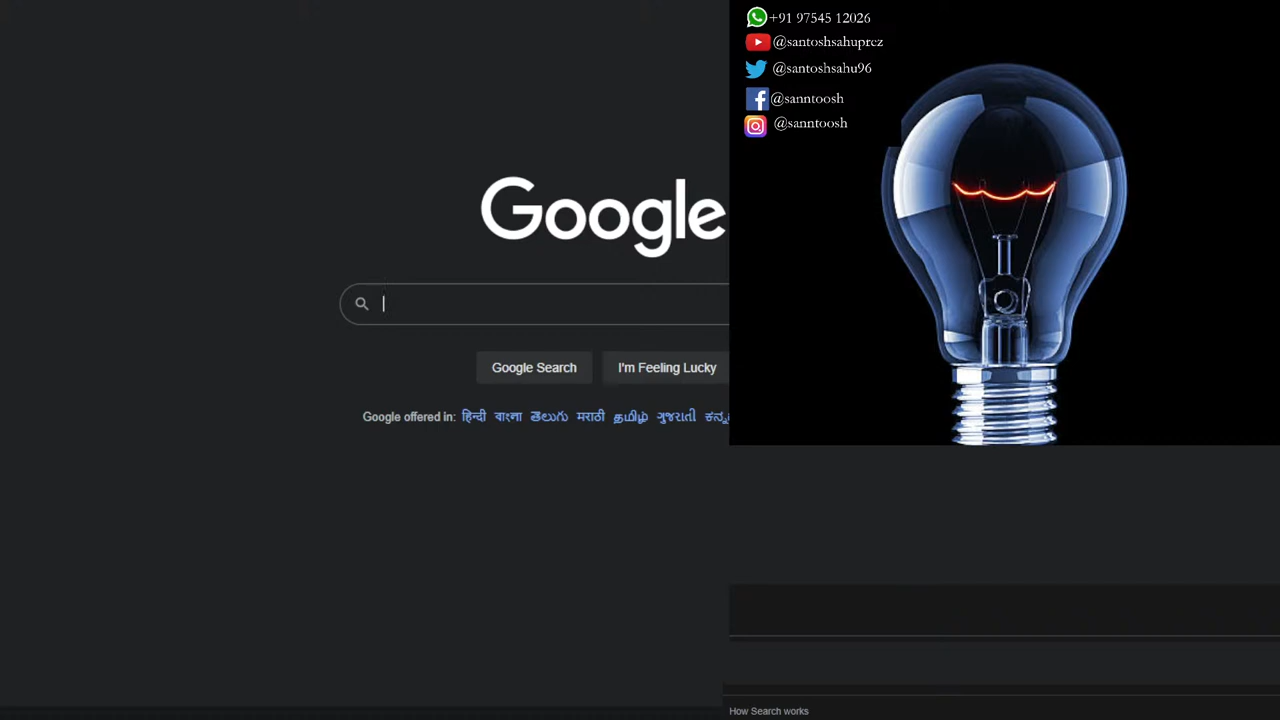 +91 97545 12026
@santoshsahuprcz
@santoshsahu96
@sanntoosh
@sanntoosh
Google
Google Search
I'm Feeling Lucky
Google offered in: हिन्दी বাংলা తెలుగు मराठी தமிழ் ગુજરાતી
How Search works